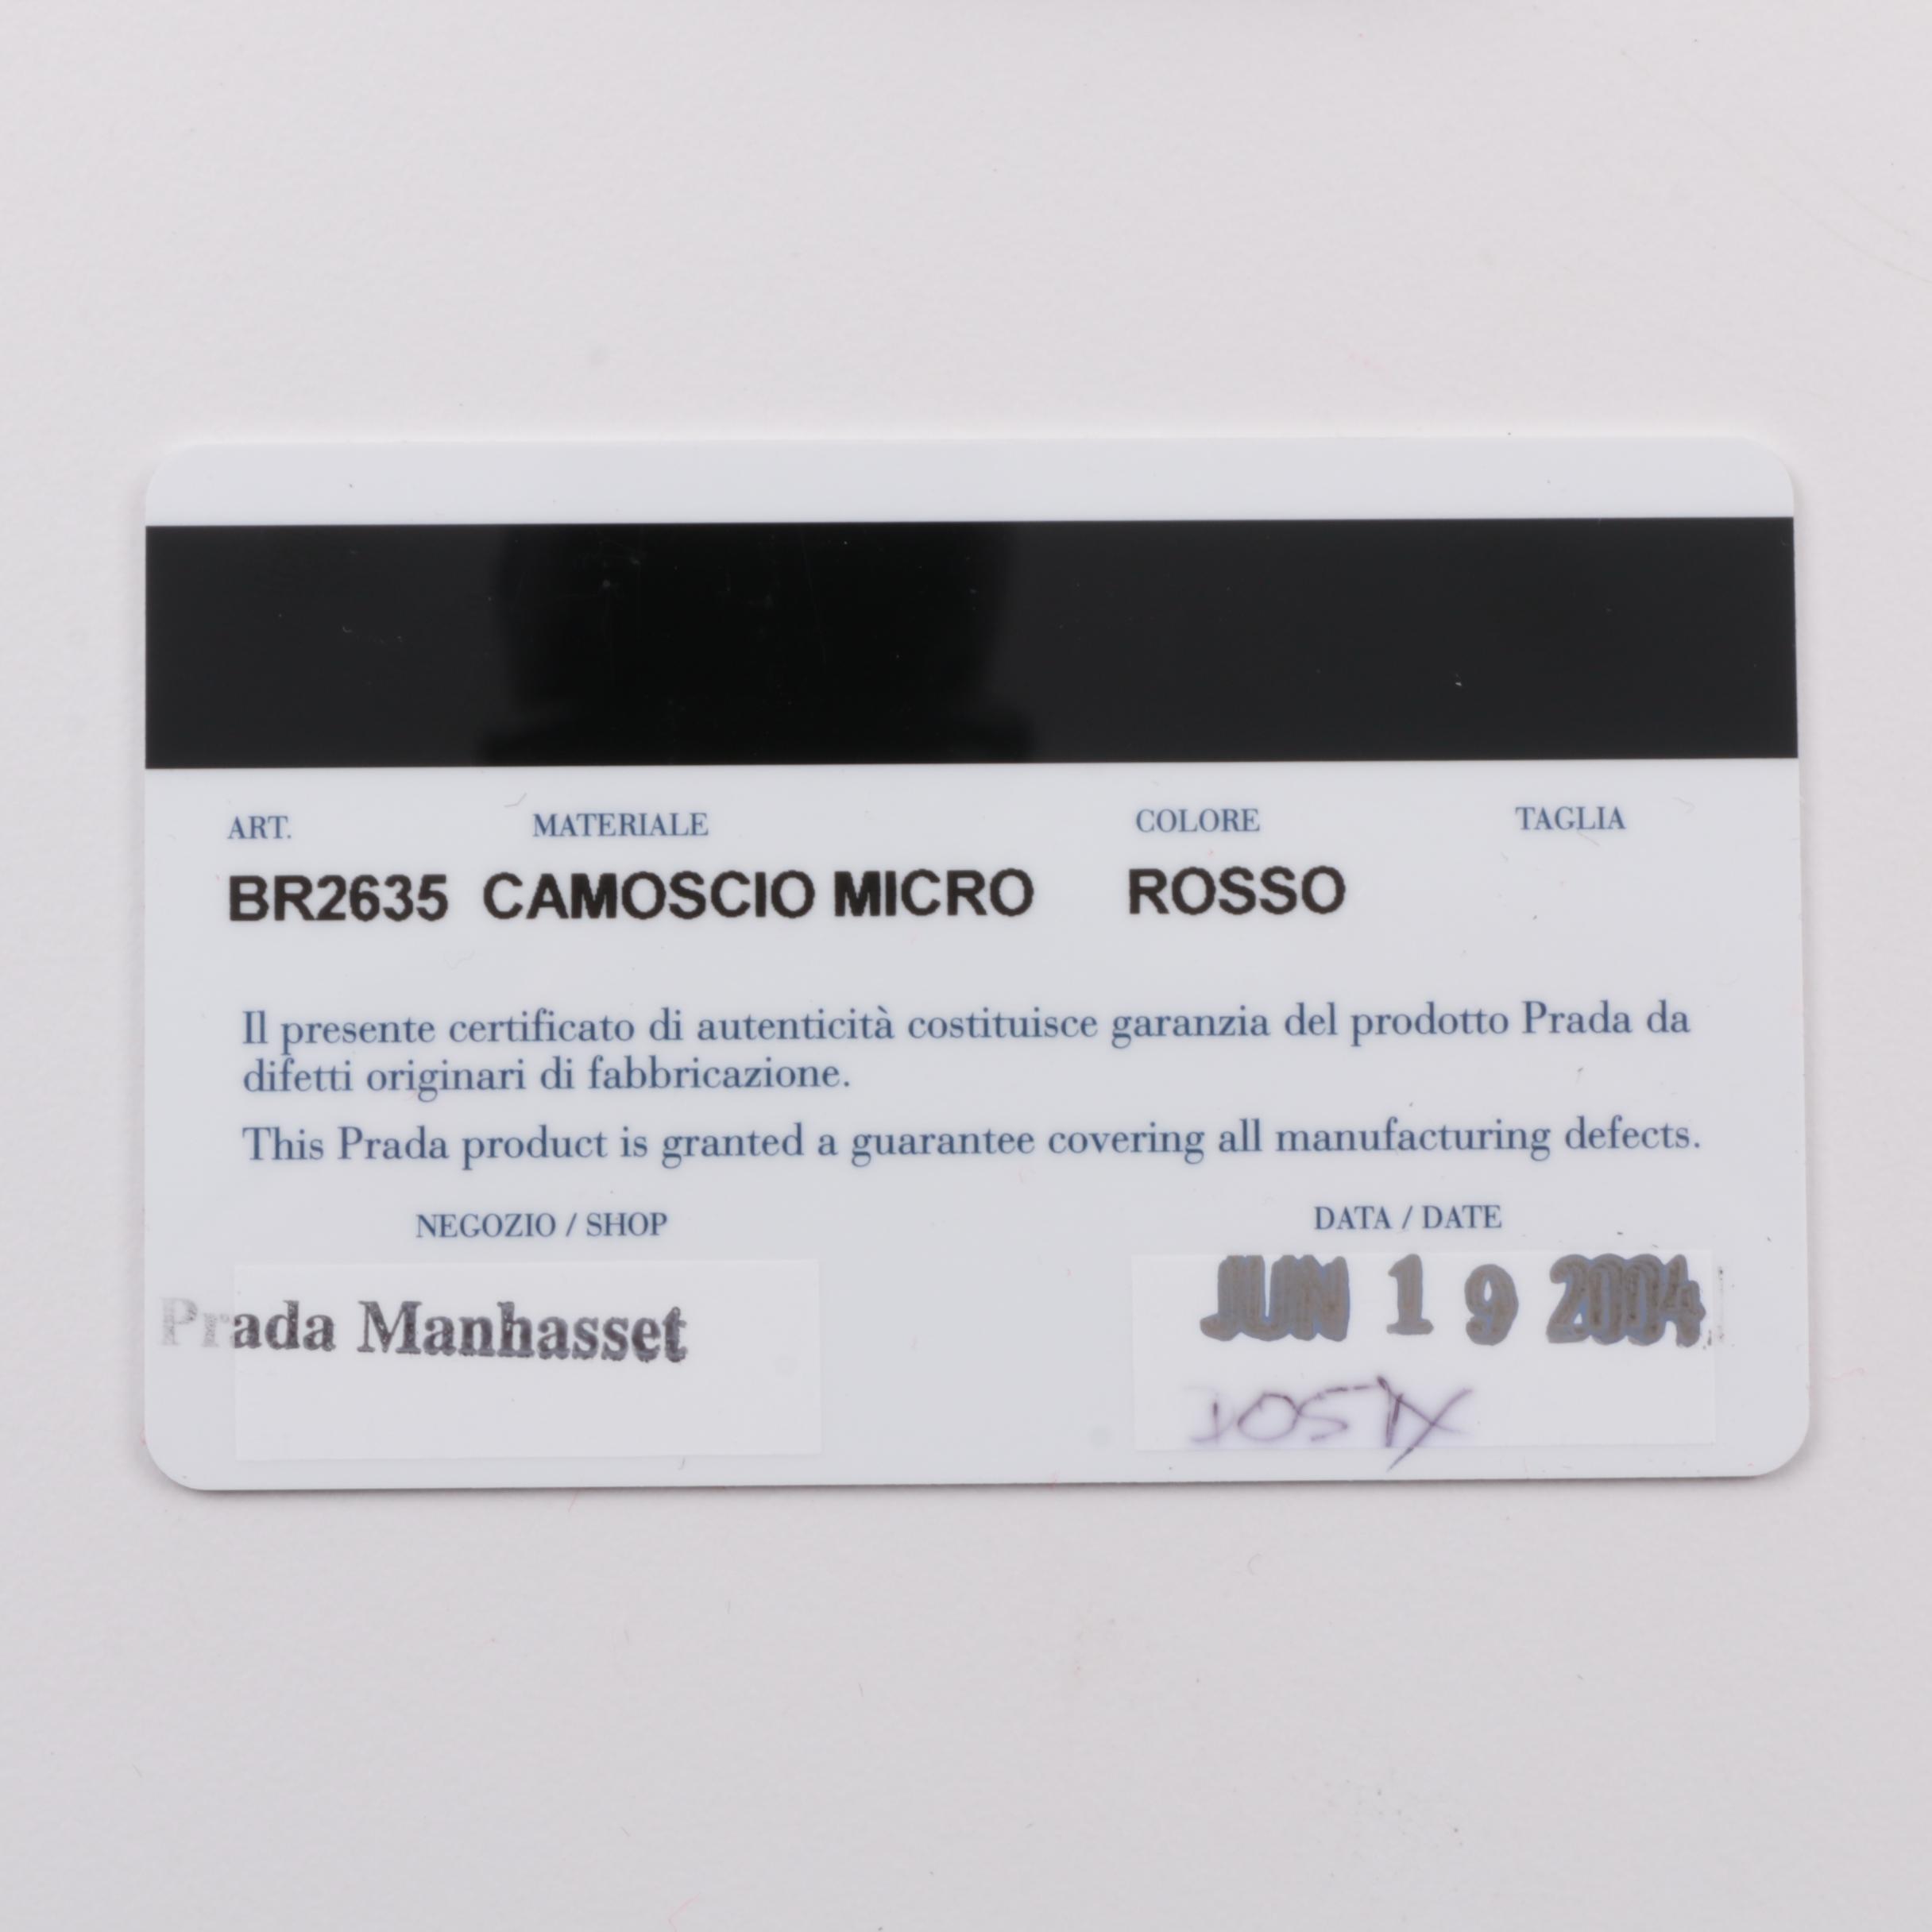 ART. MATERIALE COLORE TAGLIA
BR2635 CAMOSCIO MICRO ROSSO
Il presente certificato di autenticità costituisce garanzia del prodotto Prada da
difetti originari di fabbricazione.
This Prada product is granted a guarantee covering all manufacturing defects.
NEGOZIO / SHOP DATA / DATE
Prada Manhasset JUN 19 2004